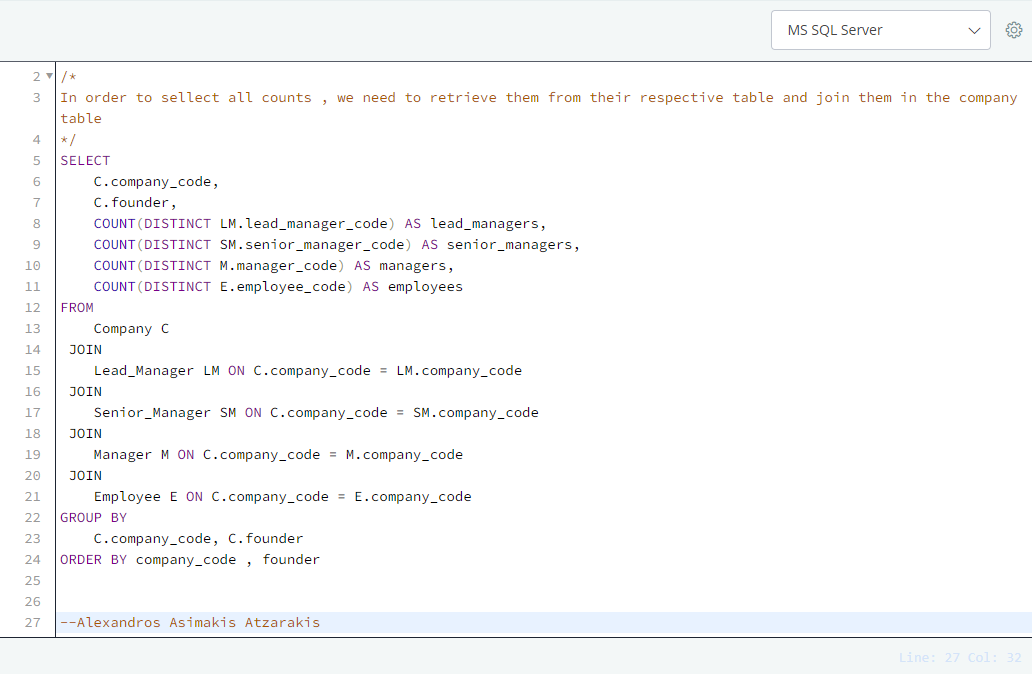 MS SQL Server
2 /*
3 In order to sellect all counts , we need to retrieve them from their respective table and join them in the company
table
4 */
5 SELECT
6 C.company_code,
7 C.founder,
8 COUNT(DISTINCT LM.lead_manager_code) AS lead_managers,
9 COUNT(DISTINCT SM.senior_manager_code) AS senior_managers,
10 COUNT(DISTINCT M.manager_code) AS managers,
11 COUNT(DISTINCT E.employee_code) AS employees
12 FROM
13 Company C
14 JOIN
15 Lead_Manager LM ON C.company_code = LM.company_code
16 JOIN
17 Senior_Manager SM ON C.company_code = SM.company_code
18 JOIN
19 Manager M ON C.company_code = M.company_code
20 JOIN
21 Employee E ON C.company_code = E.company_code
22 GROUP BY
23 C.company_code, C.founder
24 ORDER BY company_code , founder
25
26
27 --Alexandros Asimakis Atzarakis
Line: 27 Col: 32